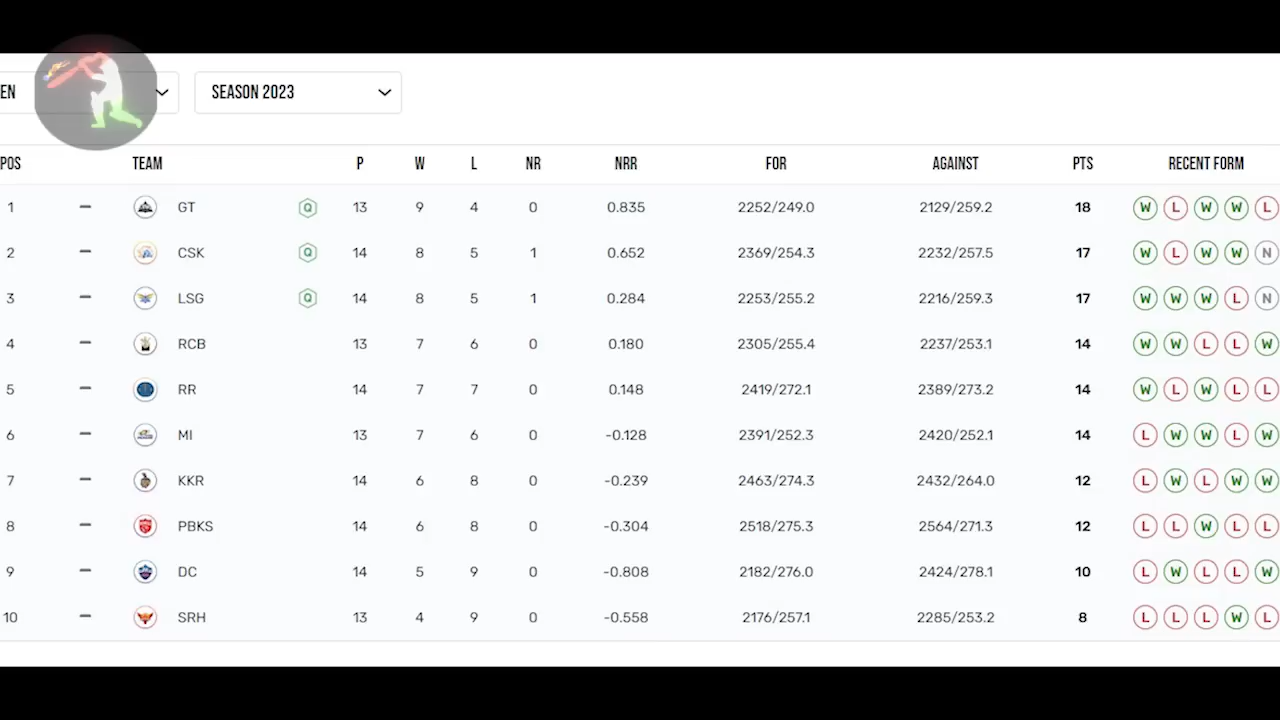 EN SEASON 2023
POS TEAM P W L NR NRR FOR AGAINST PTS RECENT FORM
1 GT Q 13 9 4 0 0.835 2252/249.0 2129/259.2 18 W L W W L
2 CSK Q 14 8 5 1 0.652 2369/254.3 2232/257.5 17 W L W W N
3 LSG Q 14 8 5 1 0.284 2253/255.2 2216/259.3 17 W W W L N
4 RCB 13 7 6 0 0.180 2305/255.4 2237/253.1 14 W W L L W
5 RR 14 7 7 0 0.148 2419/272.1 2389/273.2 14 W L W L L
6 MI 13 7 6 0 -0.128 2391/252.3 2420/252.1 14 L W W L W
7 KKR 14 6 8 0 -0.239 2463/274.3 2432/264.0 12 L W L W W
8 PBKS 14 6 8 0 -0.304 2518/275.3 2564/271.3 12 L L W L L
9 DC 14 5 9 0 -0.808 2182/276.0 2424/278.1 10 L W L L W
10 SRH 13 4 9 0 -0.558 2176/257.1 2285/253.2 8 L L L W L